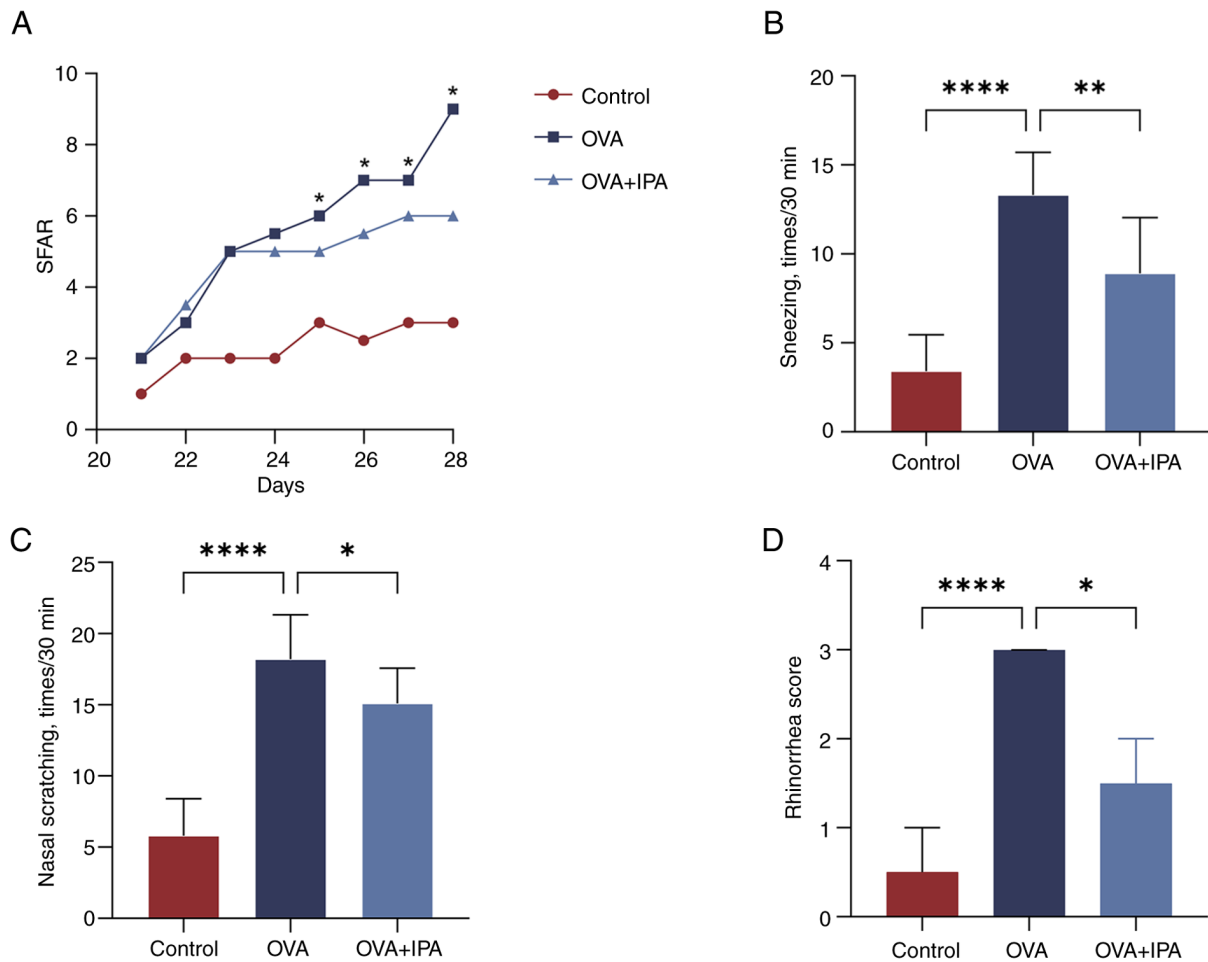 A
SFAR
10
8
6
4
2
0
20
22
24
26
28
Days
*
*
*
*
Control
OVA
OVA+IPA
B
Sneezing, times/30 min
20
15
10
5
0
****
**
Control
OVA
OVA+IPA
C
Nasal scratching, times/30 min
25
20
15
10
5
0
****
*
Control
OVA
OVA+IPA
D
Rhinorrhea score
4
3
2
1
0
****
*
Control
OVA
OVA+IPA